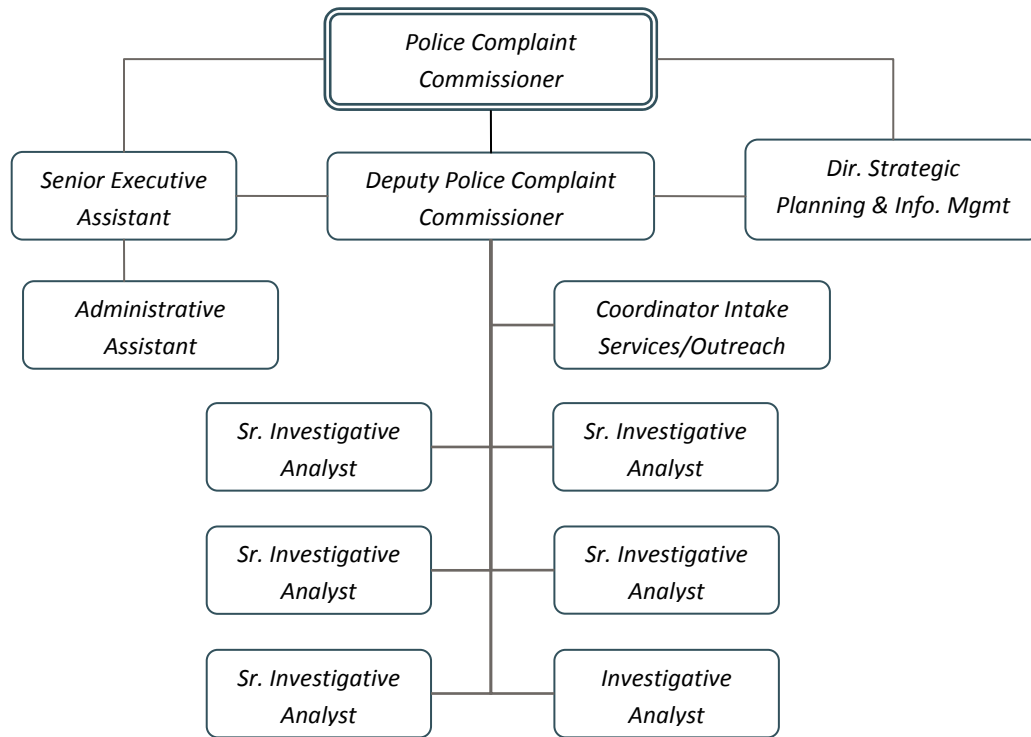 Police Complaint
Commissioner
Senior Executive
Assistant
Deputy Police Complaint
Commissioner
Dir. Strategic
Planning & Info. Mgmt
Administrative
Assistant
Coordinator Intake
Services/Outreach
Sr. Investigative
Analyst
Sr. Investigative
Analyst
Sr. Investigative
Analyst
Sr. Investigative
Analyst
Sr. Investigative
Analyst
Investigative
Analyst